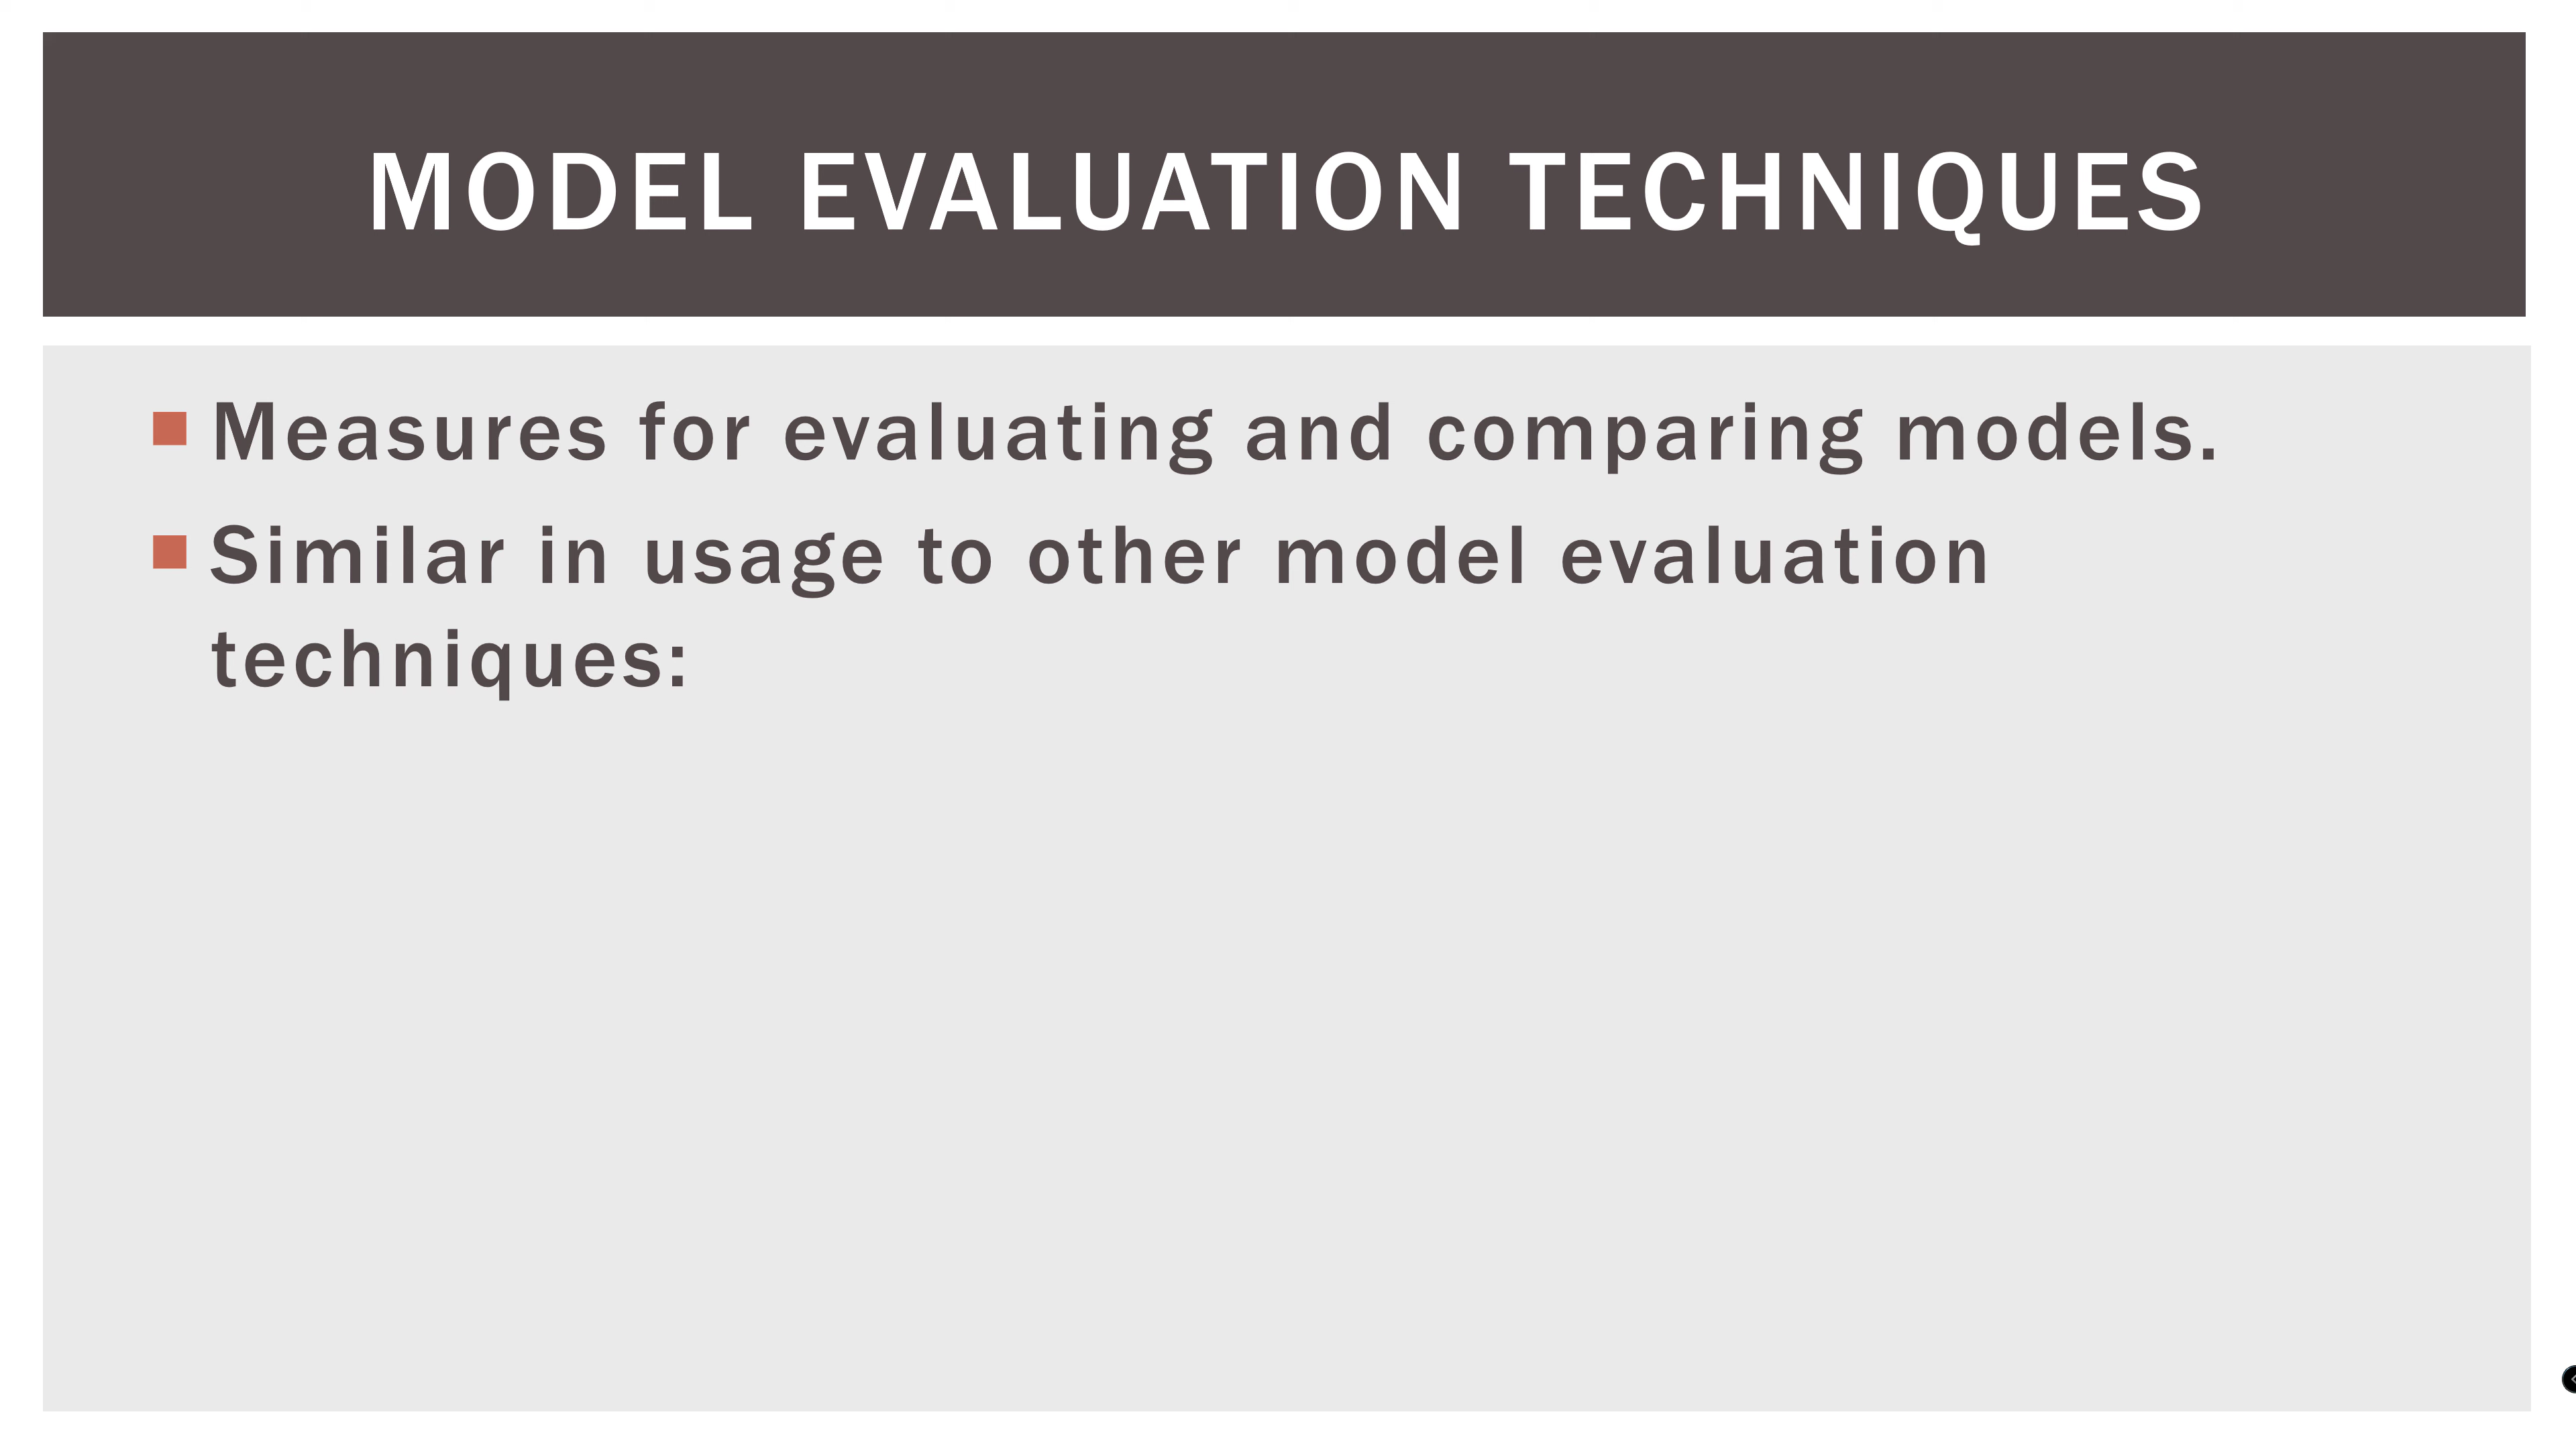 MODEL EVALUATION TECHNIQUES
Measures for evaluating and comparing models.
Similar in usage to other model evaluation
techniques: